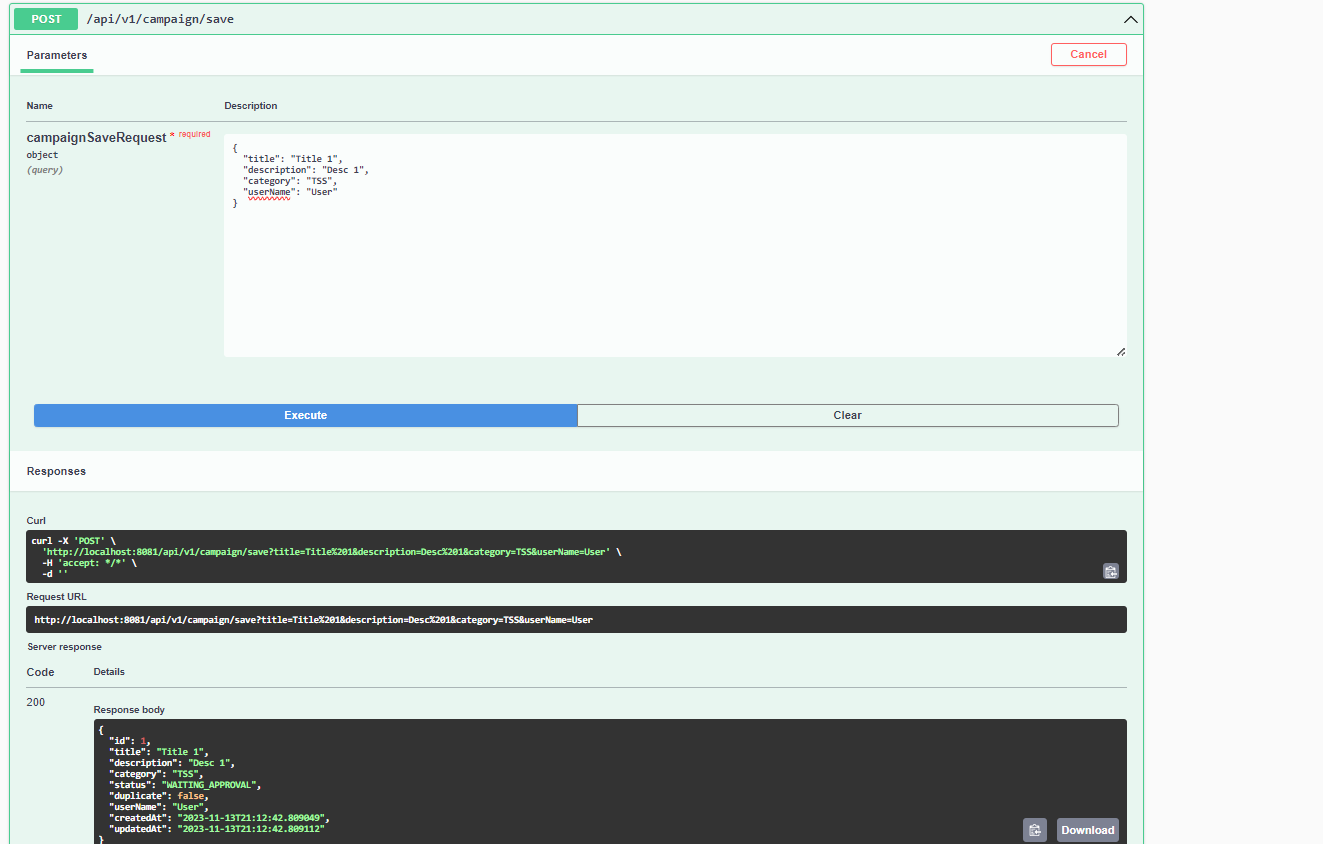 POST /api/v1/campaign/save
Parameters
Cancel
Name Description
campaignSaveRequest * required
object
(query)
{
  "title": "Title 1",
  "description": "Desc 1",
  "category": "TSS",
  "userName": "User"
}
Execute
Clear
Responses
Curl
curl -X 'POST' \
  'http://localhost:8081/api/v1/campaign/save?title=Title%201&description=Desc%201&category=TSS&userName=User' \
  -H 'accept: */*' \
  -d ''
Request URL
http://localhost:8081/api/v1/campaign/save?title=Title%201&description=Desc%201&category=TSS&userName=User
Server response
Code Details
200
Response body
{
  "id": 1,
  "title": "Title 1",
  "description": "Desc 1",
  "category": "TSS",
  "status": "WAITING_APPROVAL",
  "duplicate": false,
  "userName": "User",
  "createdAt": "2023-11-13T21:12:42.809049",
  "updatedAt": "2023-11-13T21:12:42.809112"
}
Download